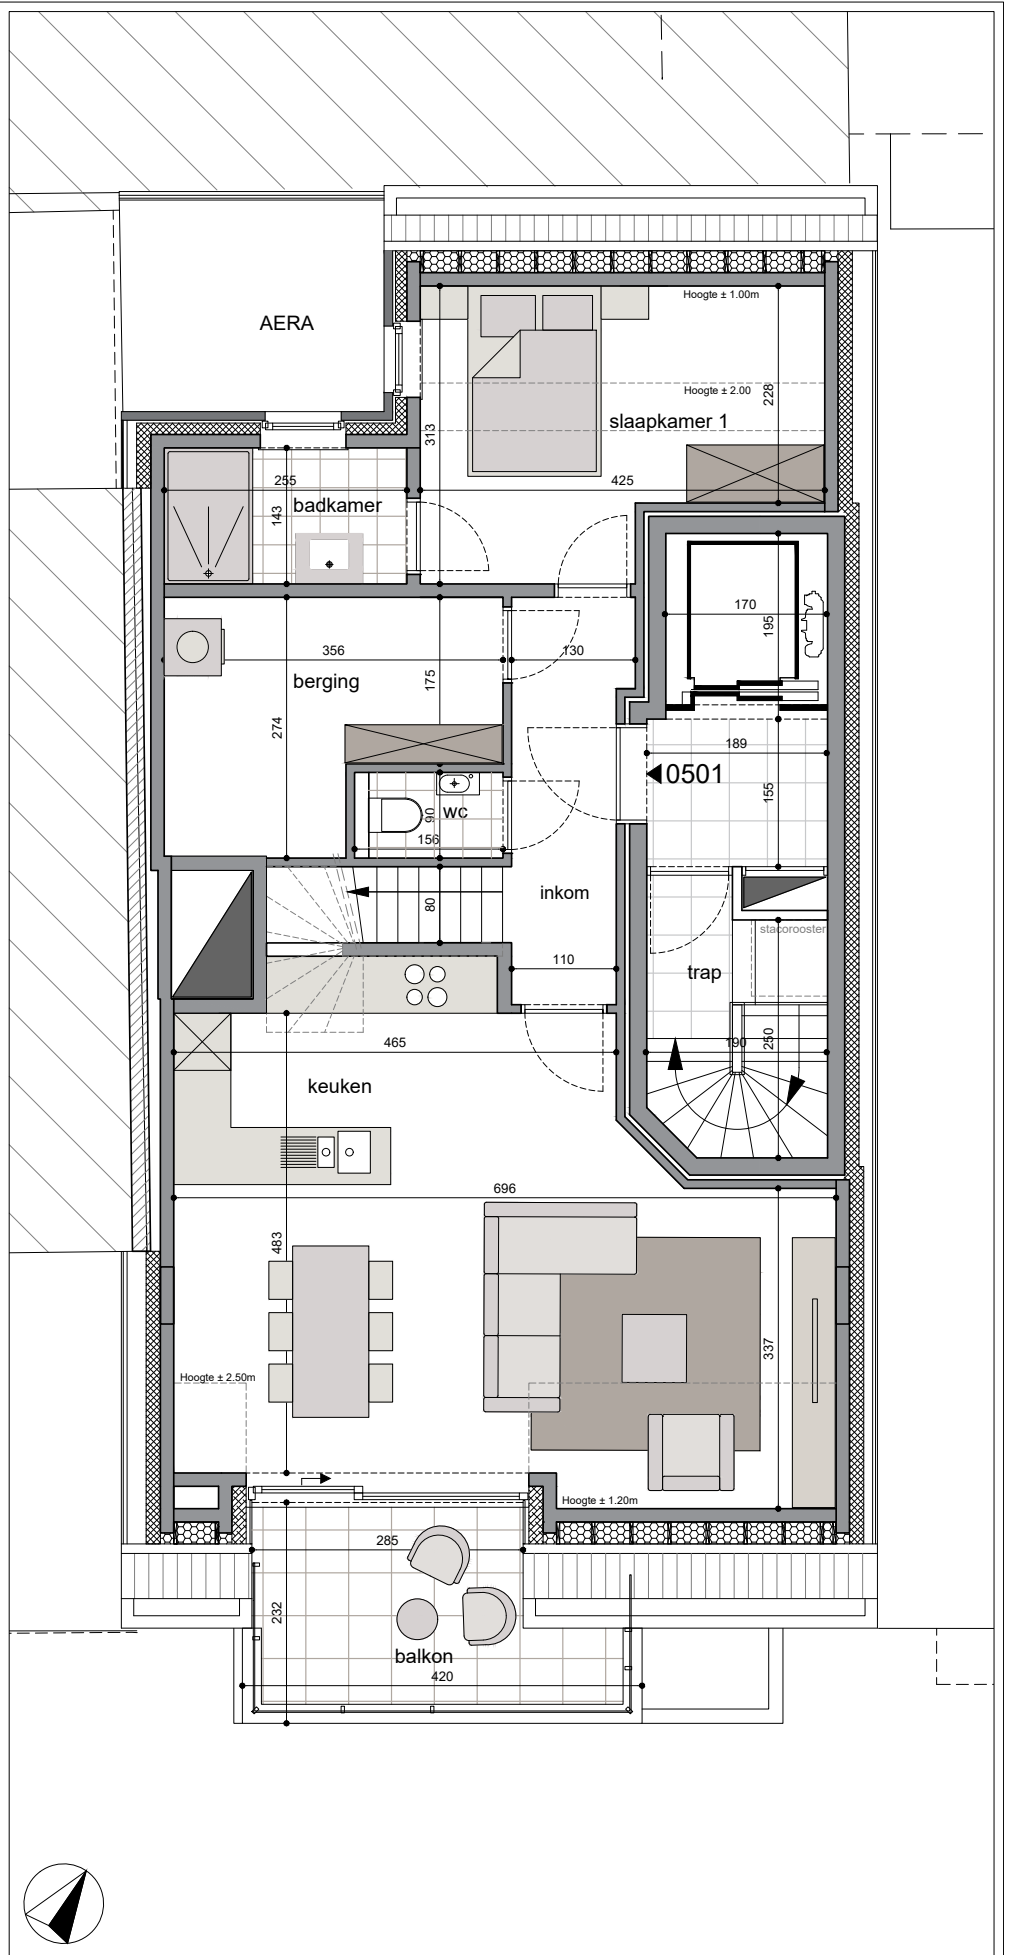 Hoogte ± 1.00m
AERA
Hoogte ± 2.00
228
slaapkamer 1
313
255
425
badkamer
143
170
195
356
130
berging
175
274
189
0501
155
90
wc
156
inkom
80
stacorooster
110
trap
465
190
250
keuken
696
483
337
Hoogte ± 2.50m
Hoogte ± 1.20m
285
232
balkon
420